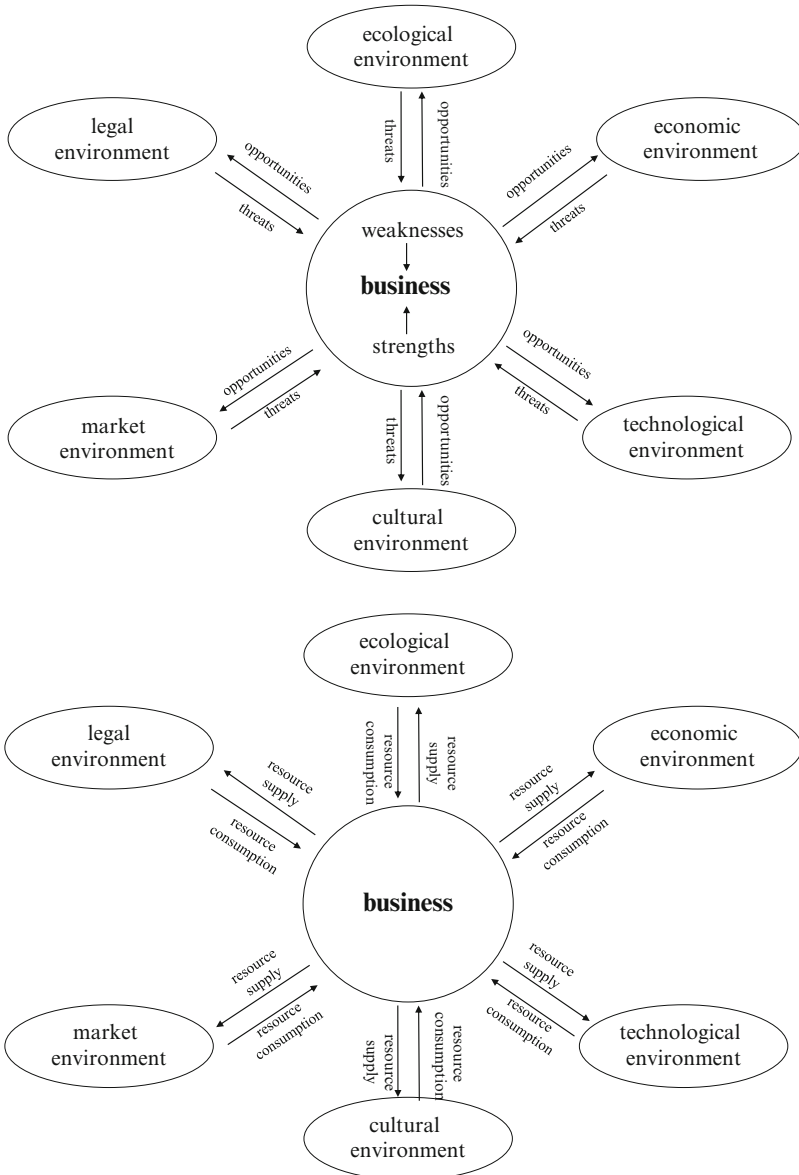 ecological
environment
legal
environment
economic
environment
opportunities
threats
threats
opportunities
opportunities
threats
weaknesses
business
strengths
opportunities
threats
opportunities
threats
threats
opportunities
market
environment
technological
environment
cultural
environment
ecological
environment
legal
environment
economic
environment
resource
supply
resource
consumption
resource
consumption
resource
supply
resource
supply
resource
consumption
business
resource
supply
resource
consumption
resource
supply
resource
consumption
resource
supply
resource
consumption
market
environment
technological
environment
cultural
environment